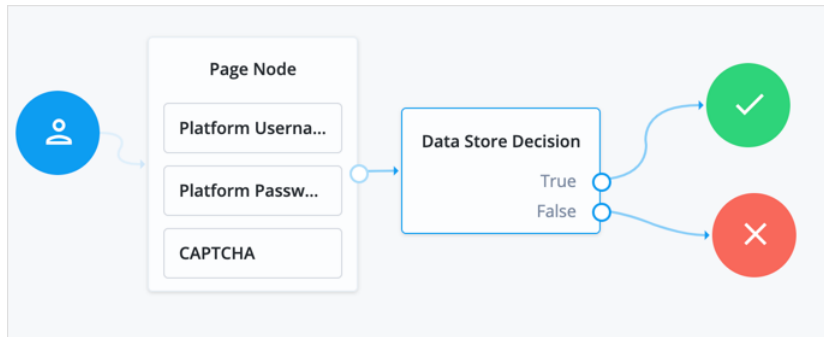 Page Node
Platform Userna...
Platform Passw...
CAPTCHA
Data Store Decision
True
False